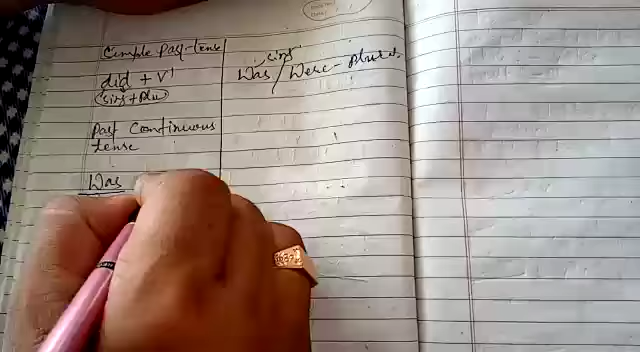 Simple Past-tense
did + V¹
sing + Plu
Past Continuous
tense
Was
sing
Was / Were - Plural